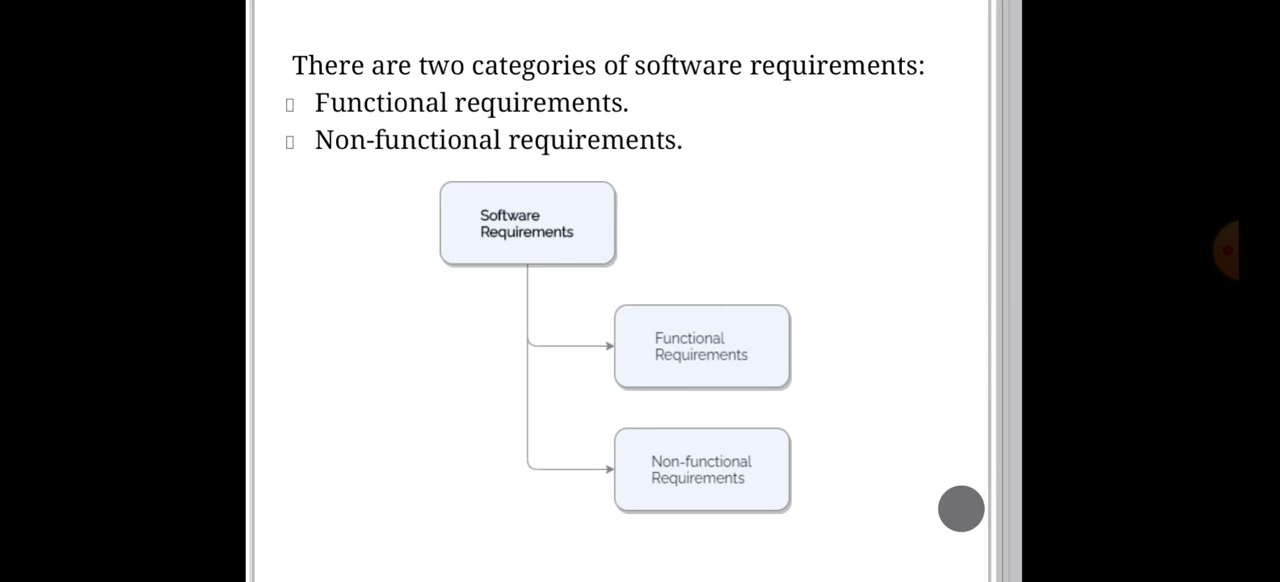 There are two categories of software requirements:
Functional requirements.
Non-functional requirements.
Software
Requirements
Functional
Requirements
Non-functional
Requirements